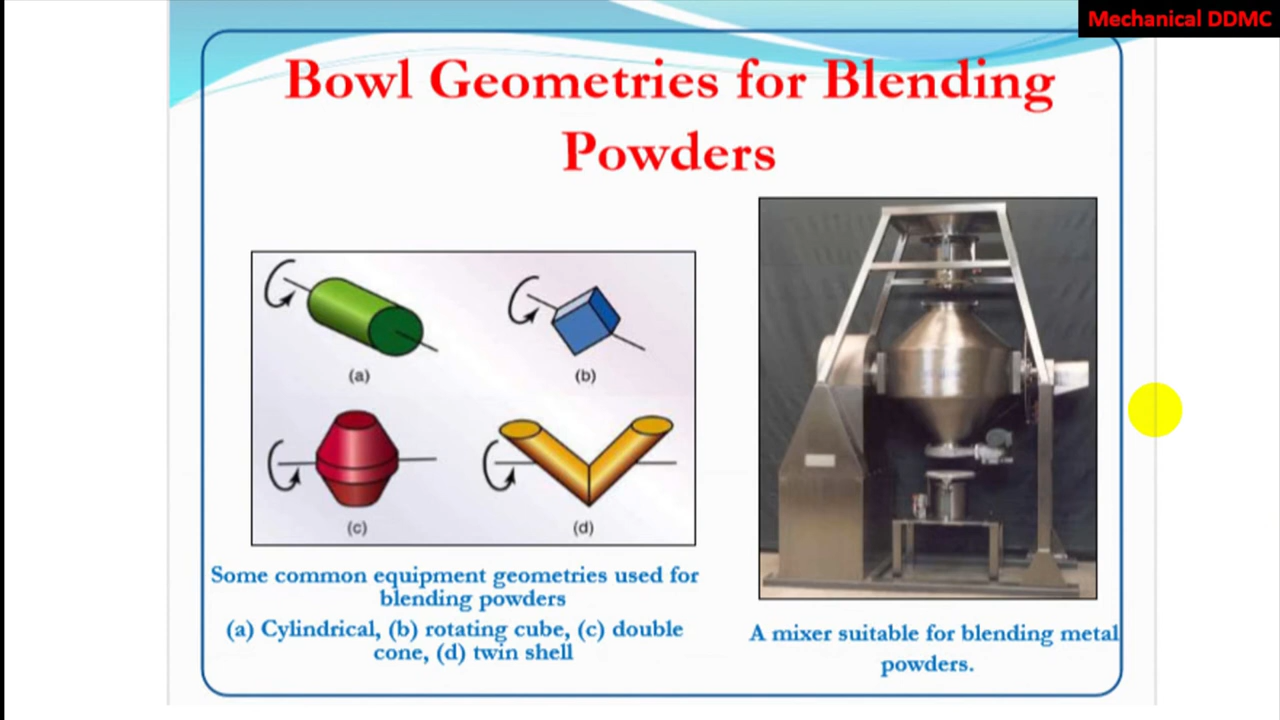 Mechanical DDMC
Bowl Geometries for Blending
Powders
(a)
(b)
(c)
(d)
Some common equipment geometries used for
blending powders
(a) Cylindrical, (b) rotating cube, (c) double
cone, (d) twin shell
A mixer suitable for blending metal
powders.